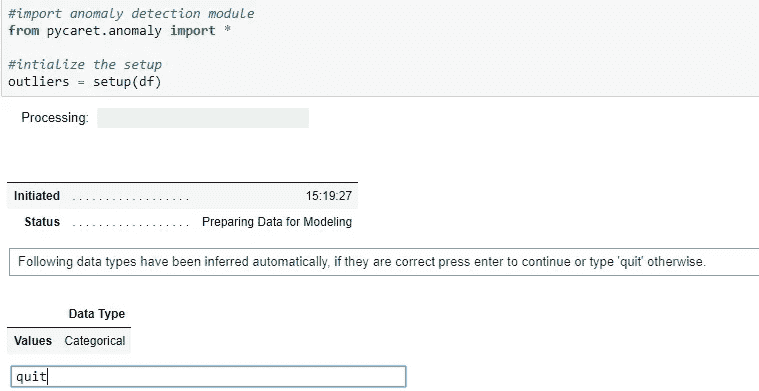 #import anomaly detection module
from pycaret.anomaly import *
#intialize the setup
outliers = setup(df)
Processing:
Initiated . . . . . . . . . . . . . . . . . . 15:19:27
Status . . . . . . . . . . . . . . . . . . Preparing Data for Modeling
Following data types have been inferred automatically, if they are correct press enter to continue or type 'quit' otherwise.
Data Type
Values Categorical
quit